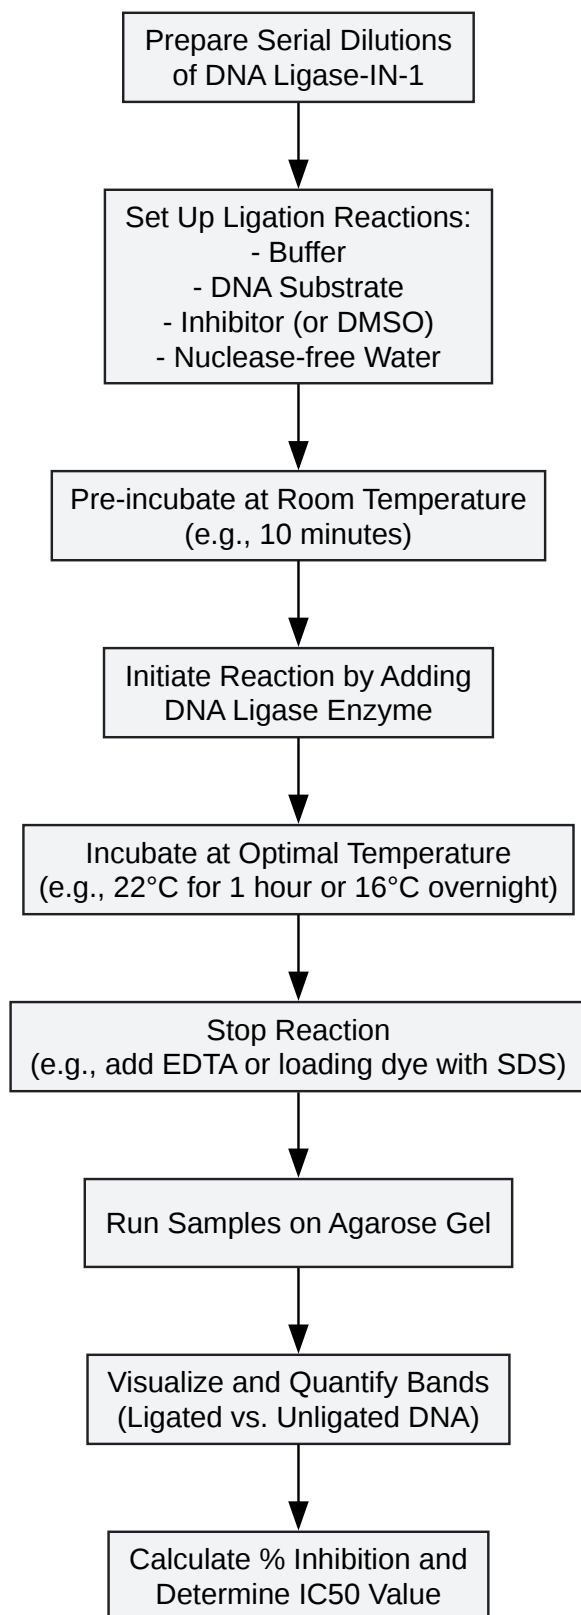 Prepare Serial Dilutions
of DNA Ligase-IN-1
Set Up Ligation Reactions:
- Buffer
- DNA Substrate
- Inhibitor (or DMSO)
- Nuclease-free Water
Pre-incubate at Room Temperature
(e.g., 10 minutes)
Initiate Reaction by Adding
DNA Ligase Enzyme
Incubate at Optimal Temperature
(e.g., 22°C for 1 hour or 16°C overnight)
Stop Reaction
(e.g., add EDTA or loading dye with SDS)
Run Samples on Agarose Gel
Visualize and Quantify Bands
(Ligated vs. Unligated DNA)
Calculate % Inhibition and
Determine IC50 Value